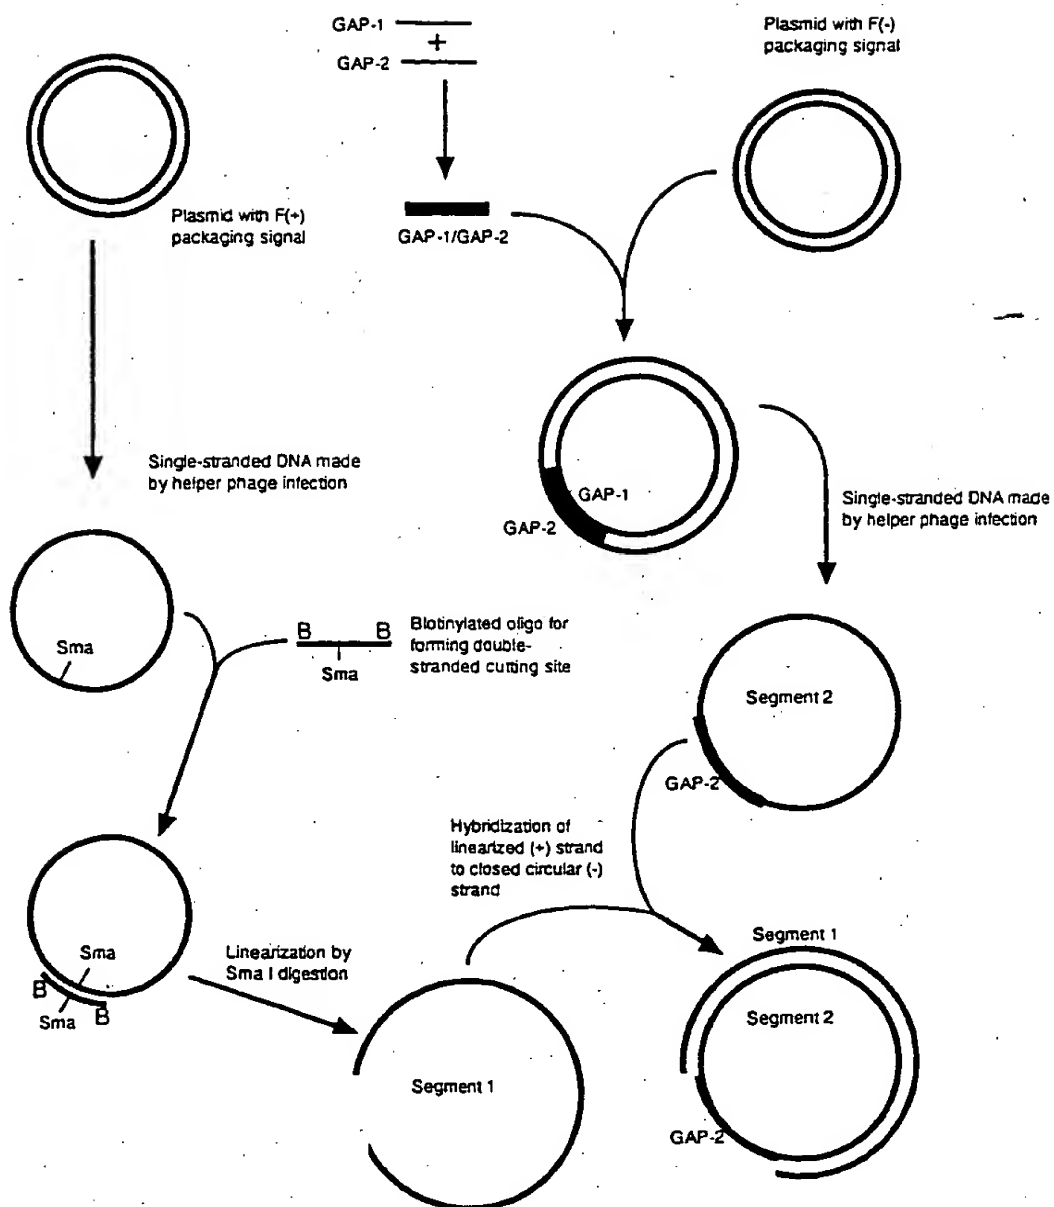 GAP-1
+
GAP-2
Plasmid with F(-)
packaging signal
Plasmid with F(+)
packaging signal
GAP-1/GAP-2
Single-stranded DNA made
by helper phage infection
GAP-1
GAP-2
Single-stranded DNA made
by helper phage infection
Sma
B B
Sma
Biotinylated oligo for
forming double-
stranded cutting site
Segment 2
GAP-2
Hybridization of
linearized (+) strand
to closed circular (-)
strand
Sma
B
Sma
B
Linearization by
Sma I digestion
Segment 1
Segment 1
Segment 2
GAP-2